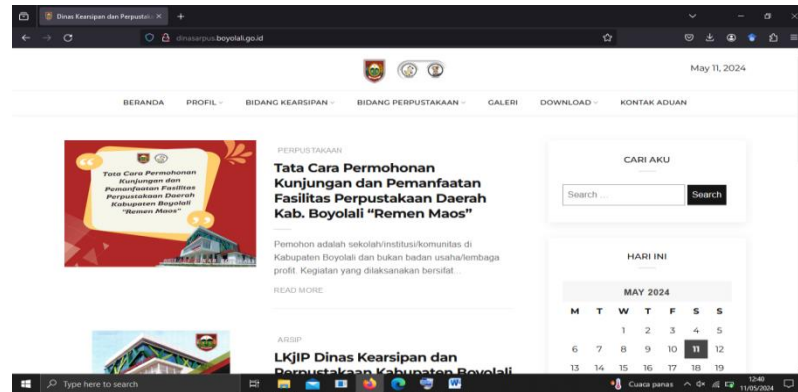 Dinas Kearsipan dan Perpustak
dinasarpus.boyolali.go.id
May 11, 2024
BERANDA PROFIL BIDANG KEARSIPAN BIDANG PERPUSTAKAAN GALERI DOWNLOAD KONTAK ADUAN
Tata Cara Permohonan
Kunjungan dan
Pemanfaatan Fasilitas
Perpustakaan Daerah
Kabupaten Boyolali
"Remen Maos"
PERPUSTAKAAN
Tata Cara Permohonan
Kunjungan dan Pemanfaatan
Fasilitas Perpustakaan Daerah
Kab. Boyolali “Remen Maos”
Pemohon adalah sekolah/institusi/komunitas di
Kabupaten Boyolali dan bukan badan usaha/lembaga
profit. Kegiatan yang dilaksanakan bersifat...
READ MORE
ARSIP
LKjIP Dinas Kearsipan dan
Perpustakaan Kabupaten Boyolali
CARI AKU
Search ... Search
HARI INI
MAY 2024
M T W T F S S
1 2 3 4 5
6 7 8 9 10 11 12
13 14 15 16 17 18 19
Type here to search
Cuaca panas
12:40
11/05/2024